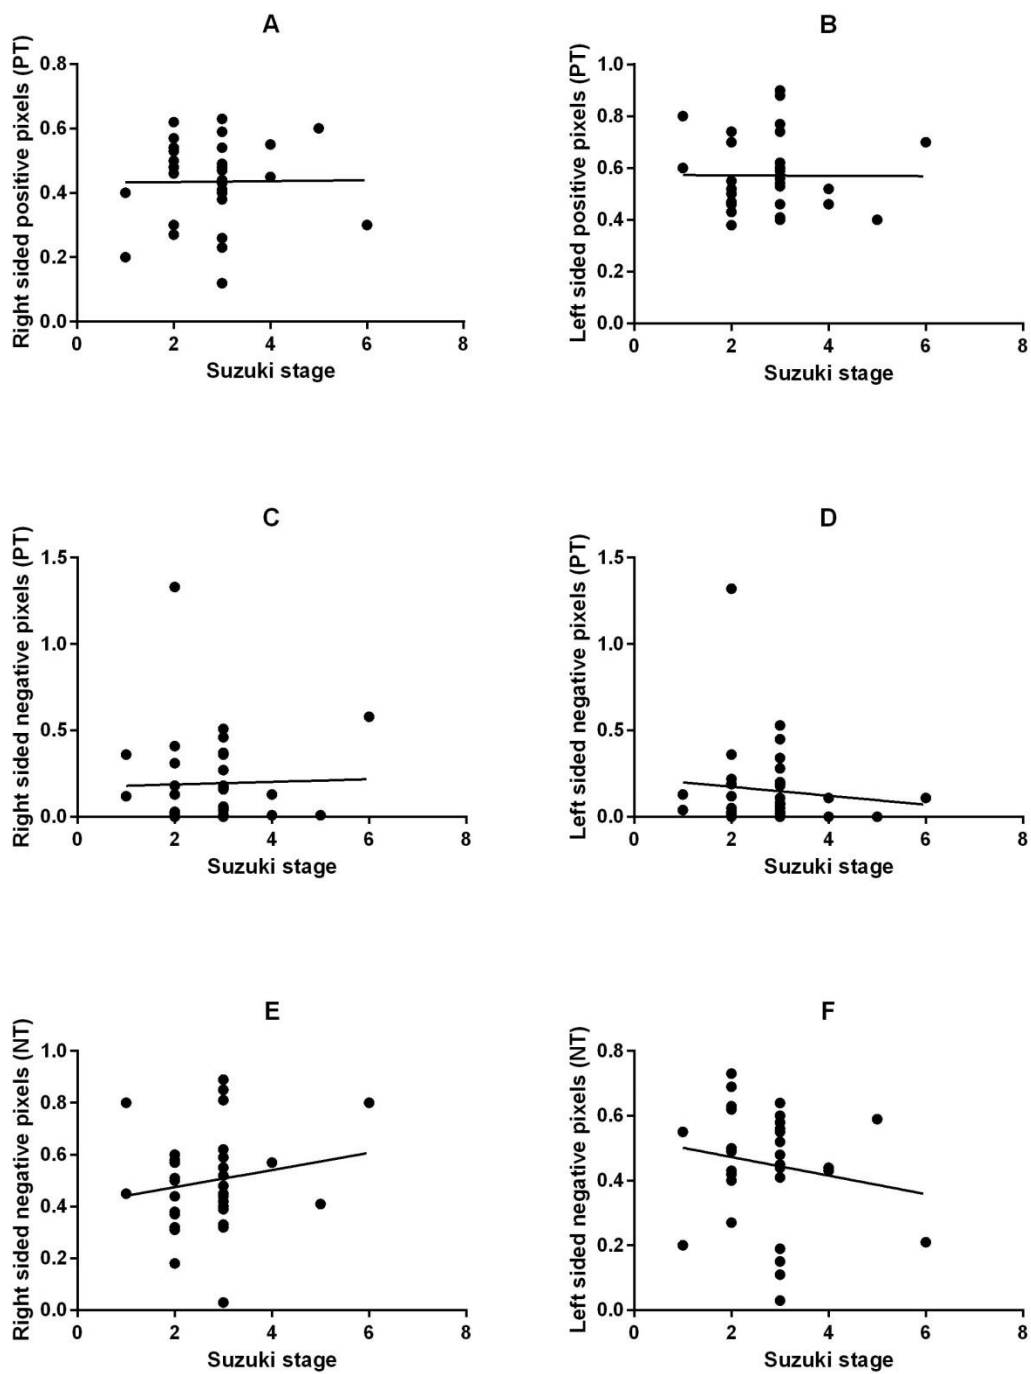 A
Right sided positive pixels (PT)
0.8
0.6
0.4
0.2
0.0
0 2 4 6 8
Suzuki stage
B
Left sided positive pixels (PT)
1.0
0.8
0.6
0.4
0.2
0.0
0 2 4 6 8
Suzuki stage
C
Right sided negative pixels (PT)
1.5
1.0
0.5
0.0
0 2 4 6 8
Suzuki stage
D
Left sided negative pixels (PT)
1.5
1.0
0.5
0.0
0 2 4 6 8
Suzuki stage
E
Right sided negative pixels (NT)
1.0
0.8
0.6
0.4
0.2
0.0
0 2 4 6 8
Suzuki stage
F
Left sided negative pixels (NT)
0.8
0.6
0.4
0.2
0.0
0 2 4 6 8
Suzuki stage